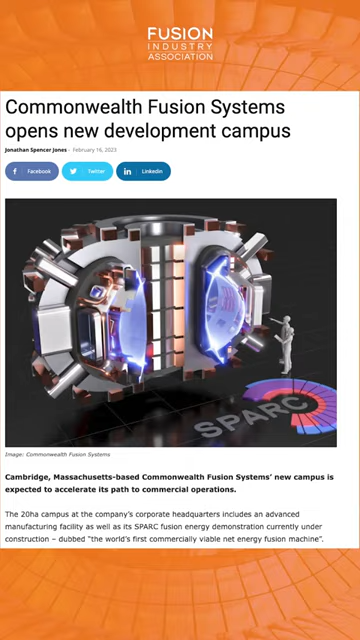 FUSION
INDUSTRY
ASSOCIATION
Commonwealth Fusion Systems
opens new development campus
Jonathan Spencer Jones - February 16, 2023
f Facebook
Twitter
in Linkedin
SPARC
Image: Commonwealth Fusion Systems
Cambridge, Massachusetts-based Commonwealth Fusion Systems’ new campus is
expected to accelerate its path to commercial operations.
The 20ha campus at the company’s corporate headquarters includes an advanced
manufacturing facility as well as its SPARC fusion energy demonstration currently under
construction – dubbed “the world’s first commercially viable net energy fusion machine”.